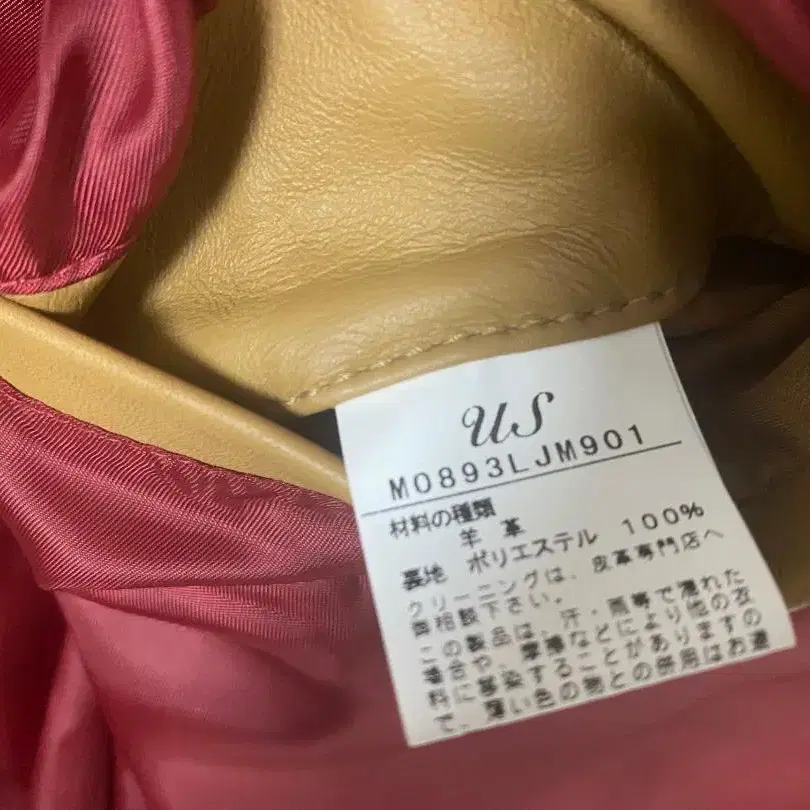 us
M0893LJM901
材料の種類
羊革
裏地 ポリエステル 100%
クリーニングは、皮革専門店へ
御相談下さい。
この製品は、汗・雨等で濡れた
場合や、摩擦などにより他の衣
料に移染することがありますの
で、薄い色の物との併用はお避